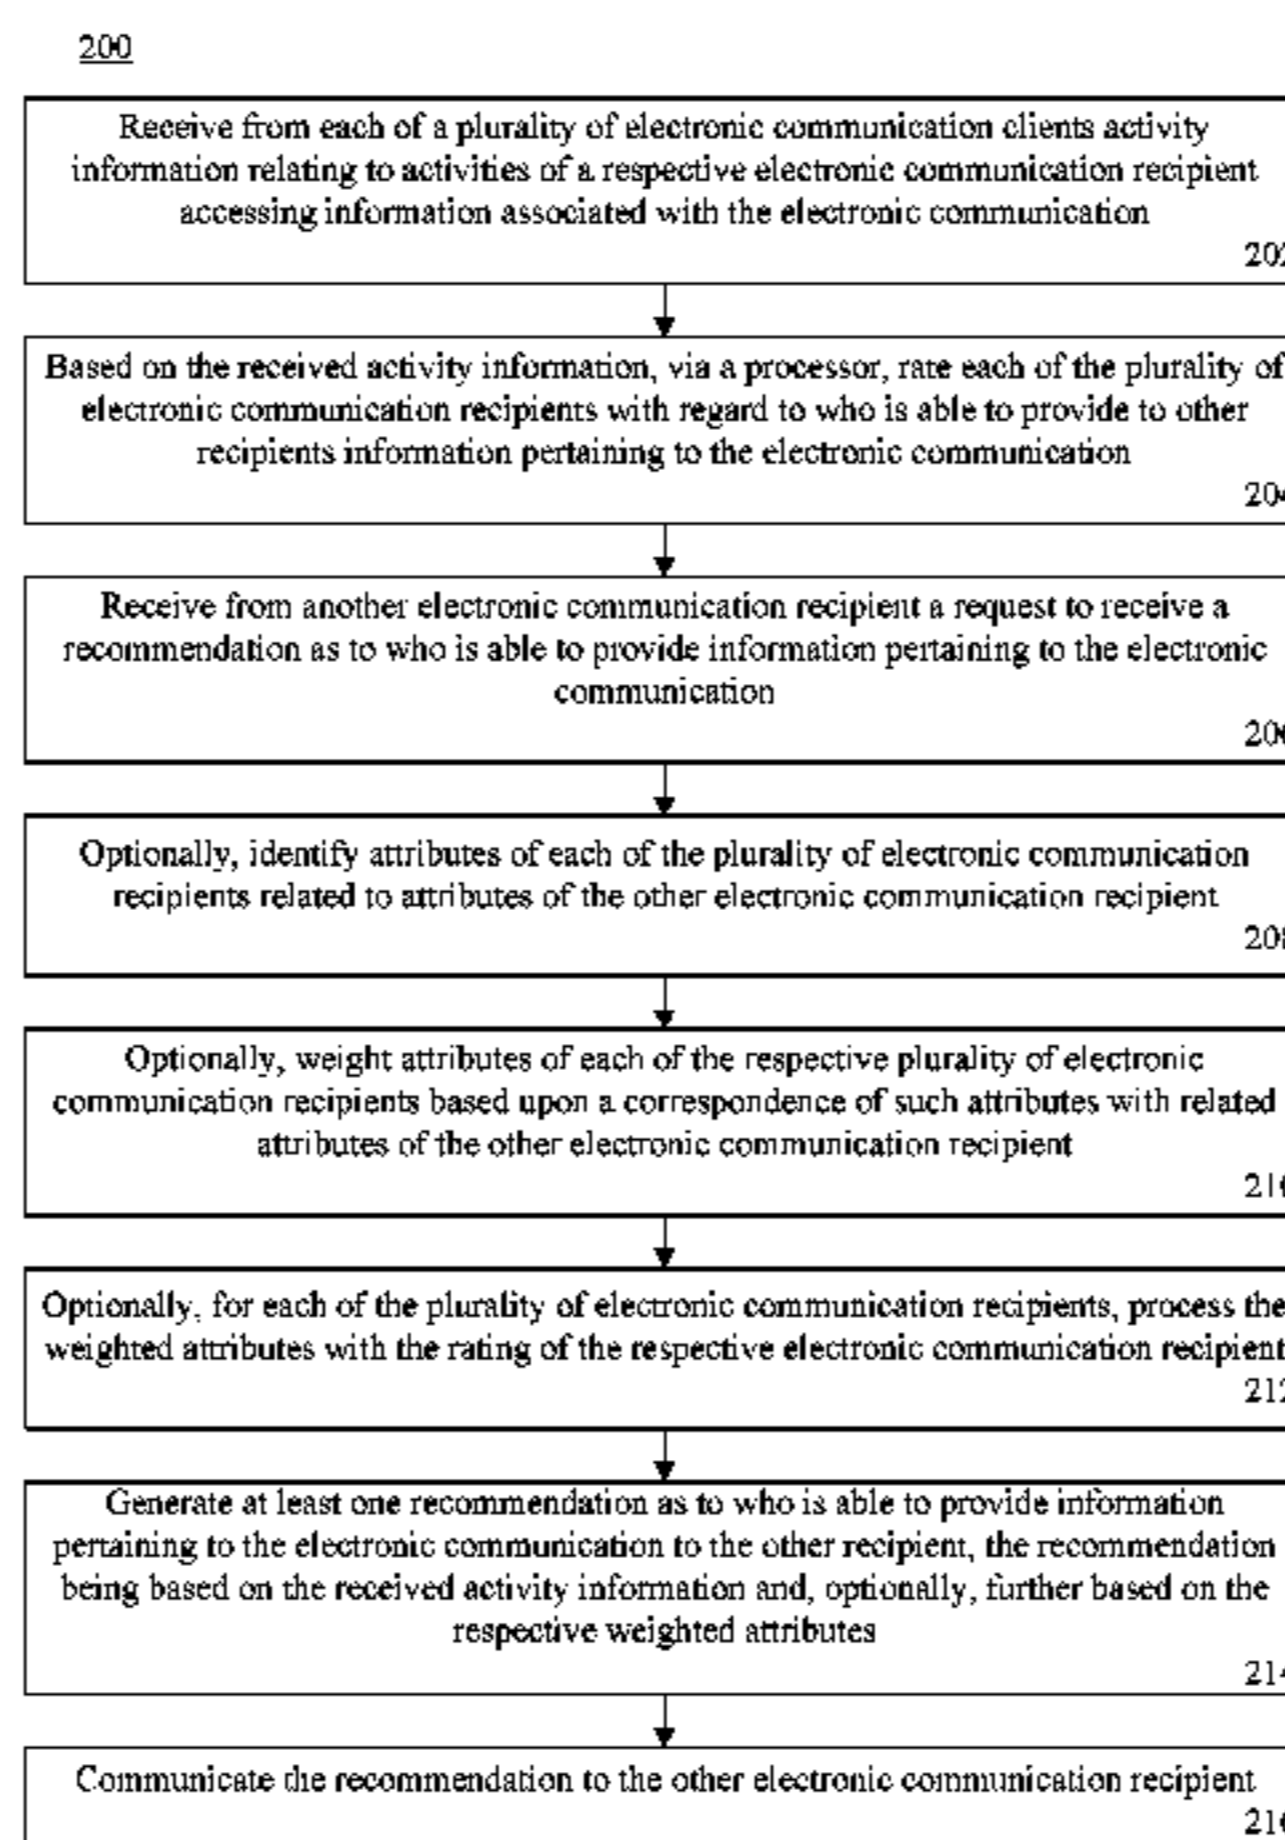 200
Receive from each of a plurality of electronic communication clients activity
information relating to activities of a respective electronic communication recipient
accessing information associated with the electronic communication
202
Based on the received activity information, via a processor, rate each of the plurality of
electronic communication recipients with regard to who is able to provide to other
recipients information pertaining to the electronic communication
204
Receive from another electronic communication recipient a request to receive a
recommendation as to who is able to provide information pertaining to the electronic
communication
206
Optionally, identify attributes of each of the plurality of electronic communication
recipients related to attributes of the other electronic communication recipient
208
Optionally, weight attributes of each of the respective plurality of electronic
communication recipients based upon a correspondence of such attributes with related
attributes of the other electronic communication recipient
210
Optionally, for each of the plurality of electronic communication recipients, process the
weighted attributes with the rating of the respective electronic communication recipient
212
Generate at least one recommendation as to who is able to provide information
pertaining to the electronic communication to the other recipient, the recommendation
being based on the received activity information and, optionally, further based on the
respective weighted attributes
214
Communicate the recommendation to the other electronic communication recipient
216